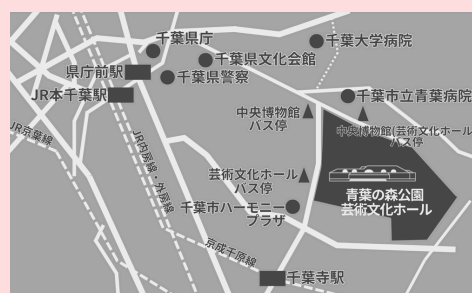 千葉県庁
千葉県文化会館
千葉大学病院
県庁前駅
千葉県警察
JR本千葉駅
千葉市立青葉病院
中央博物館
バス停
中央博物館(芸術文化ホール
バス停
JR京葉線
JR内房線・外房線
芸術文化ホール
バス停
青葉の森公園
芸術文化ホール
千葉市ハーモニー
プラザ
京成千原線
千葉寺駅